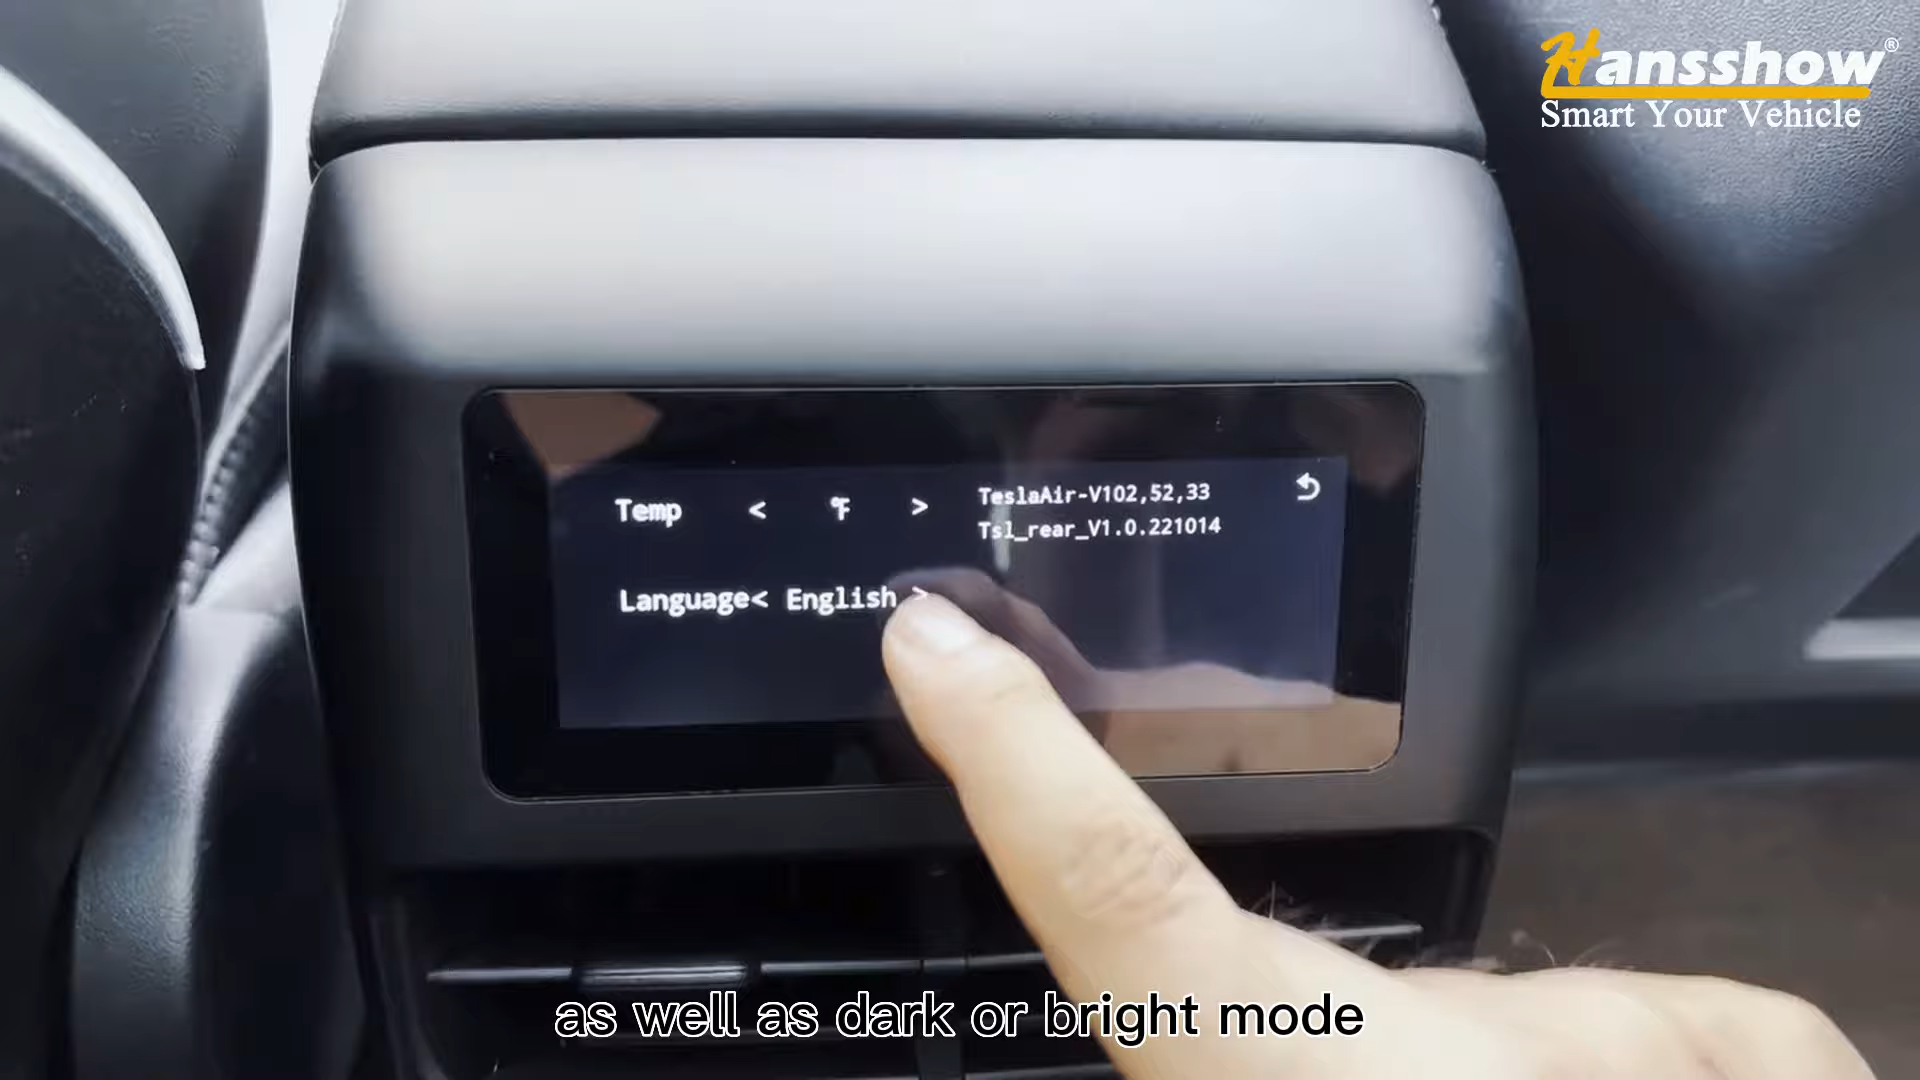 Hansshow®
Smart Your Vehicle
Temp < °F >
TeslaAir-V102,52,33
Tsl_rear_V1.0.221014
Language< English >
as well as dark or bright mode